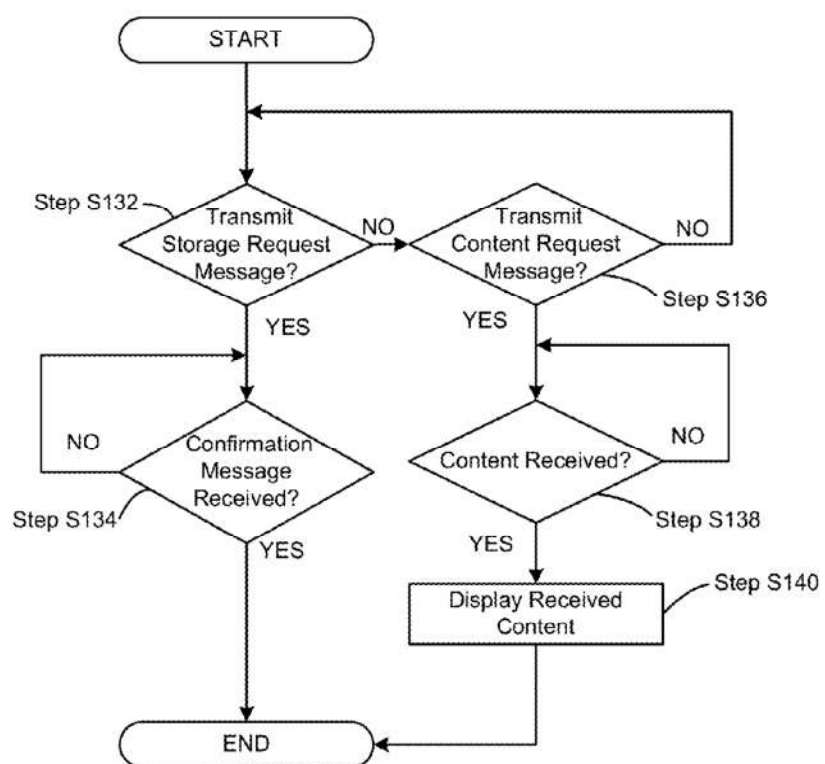 START
Step S132
Transmit
Storage Request
Message?
NO
Transmit
Content Request
Message?
NO
Step S136
YES
YES
NO
Confirmation
Message
Received?
Content Received?
NO
Step S134
Step S138
YES
YES
Display Received
Content
Step S140
END